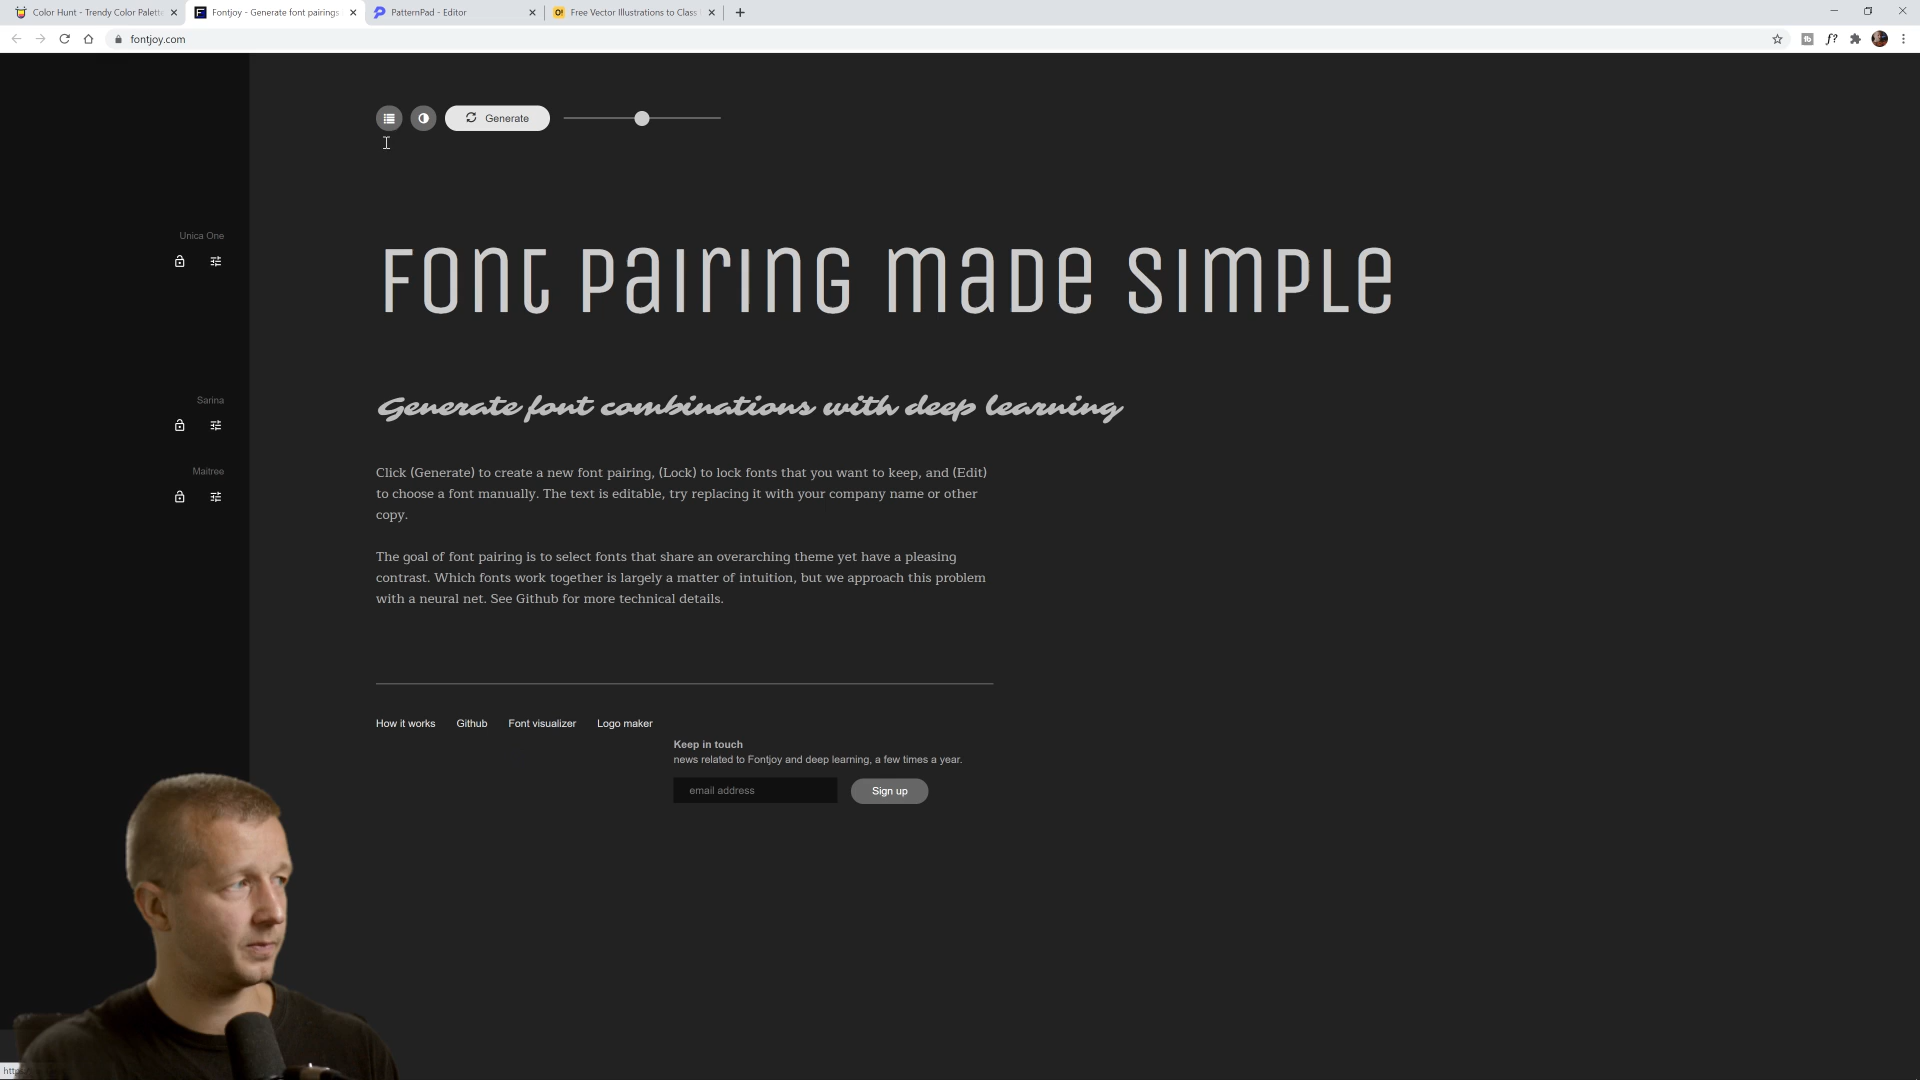 Color Hunt - Trendy Color Palette
Fontjoy - Generate font pairings
PatternPad - Editor
Free Vector Illustrations to Class
fontjoy.com
Generate
Unica One
Font Pairing Made Simple
Sarina
Generate font combinations with deep learning
Maitree
Click (Generate) to create a new font pairing, (Lock) to lock fonts that you want to keep, and (Edit)
to choose a font manually. The text is editable, try replacing it with your company name or other
copy.
The goal of font pairing is to select fonts that share an overarching theme yet have a pleasing
contrast. Which fonts work together is largely a matter of intuition, but we approach this problem
with a neural net. See Github for more technical details.
How it works Github Font visualizer Logo maker
Keep in touch
news related to Fontjoy and deep learning, a few times a year.
email address
Sign up